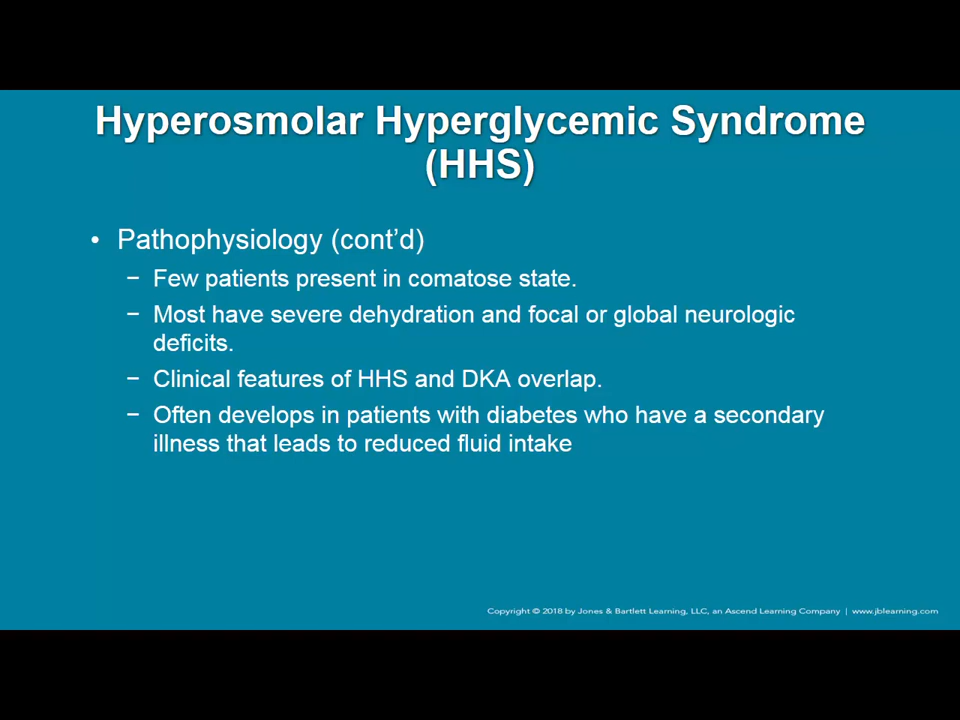 Hyperosmolar Hyperglycemic Syndrome
(HHS)
• Pathophysiology (cont’d)
− Few patients present in comatose state.
− Most have severe dehydration and focal or global neurologic
deficits.
− Clinical features of HHS and DKA overlap.
− Often develops in patients with diabetes who have a secondary
illness that leads to reduced fluid intake
Copyright © 2018 by Jones & Bartlett Learning, LLC, an Ascend Learning Company | www.jblearning.com